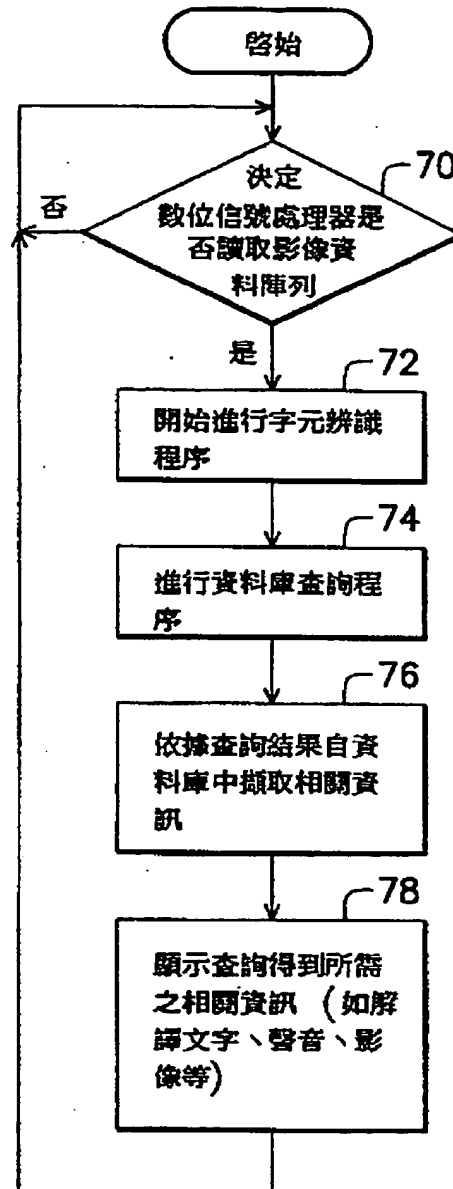 啓始
決定
70
數位信號處理器是
否讀取影像資
料陣列
否
是
72
開始進行字元辨識
程序
74
進行資料庫查詢程
序
76
依據查詢結果自資
料庫中擷取相關資
訊
78
顯示查詢得到所需
之相關資訊（如解
譯文字、聲音、影
像等）